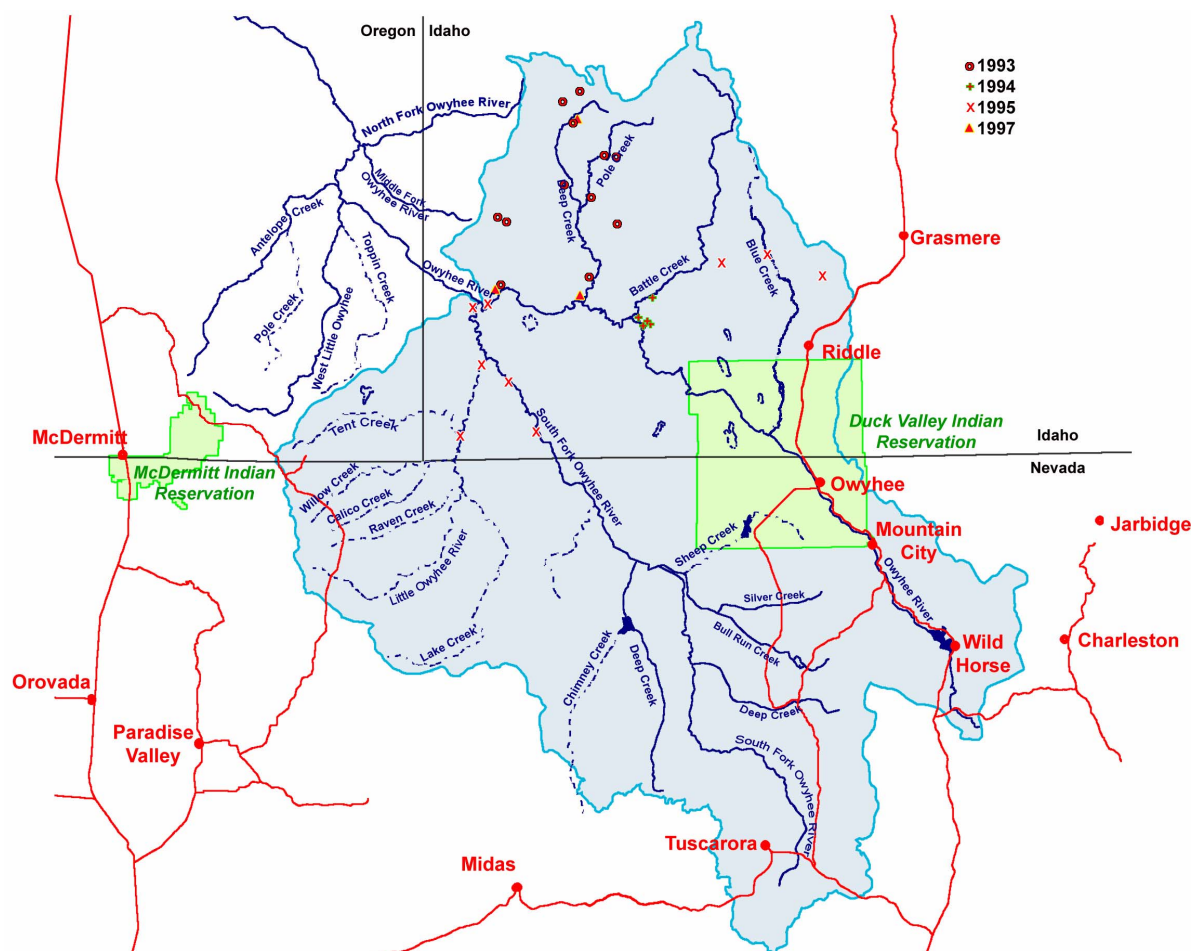 Oregon
Idaho
1993
1994
1995
1997
North Fork Owyhee River
Middle Fork
Owyhee River
Pole Creek
Deep Creek
Antelope Creek
Toppin Creek
Owyhee River
Battle Creek
Blue Creek
Grasmere
Pole Creek
West Little Owyhee
Riddle
McDermitt
Tent Creek
South Fork Owyhee River
Duck Valley Indian
Reservation
Idaho
Nevada
McDermitt Indian
Reservation
Willow Creek
Calico Creek
Raven Creek
Owyhee
Mountain
City
Jarbidge
Sheep Creek
Little Owyhee River
Owyhee River
Silver Creek
Bull Run Creek
Wild
Horse
Charleston
Lake Creek
Chimney Creek
Deep Creek
Orovada
Deep Creek
Paradise
Valley
South Fork Owyhee River
Tuscarora
Midas